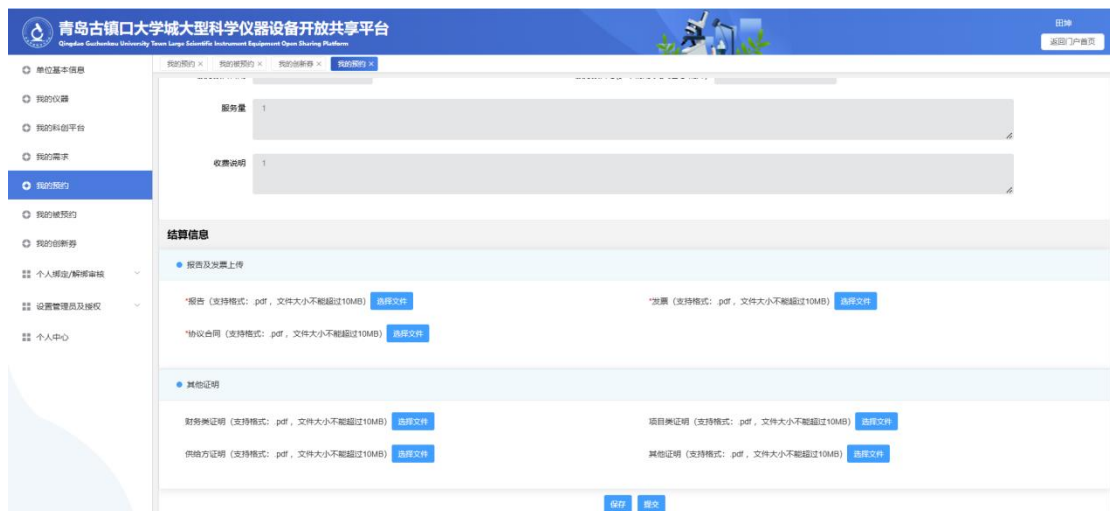 青岛古镇口大学城大型科学仪器设备开放共享平台
Qingdao Guzhenkou University Town Large Scientific Instrument Equipment Open Sharing Platform
田坤
返回门户首页
单位基本信息
我的仪器
我的科创平台
我的需求
我的预约
我的被预约
我的创新券
个人绑定/解绑审核
设置管理员及授权
个人中心
我的预约 × 我的被预约 × 我的创新券 × 我的预约 ×
服务量 1
收费说明 1
结算信息
报告及发票上传
*报告（支持格式：.pdf，文件大小不能超过10MB） 选择文件 *发票（支持格式：.pdf，文件大小不能超过10MB） 选择文件
*协议合同（支持格式：.pdf，文件大小不能超过10MB） 选择文件
其他证明
财务类证明（支持格式：.pdf，文件大小不能超过10MB） 选择文件 项目类证明（支持格式：.pdf，文件大小不能超过10MB） 选择文件
供给方证明（支持格式：.pdf，文件大小不能超过10MB） 选择文件 其他证明（支持格式：.pdf，文件大小不能超过10MB） 选择文件
保存 提交